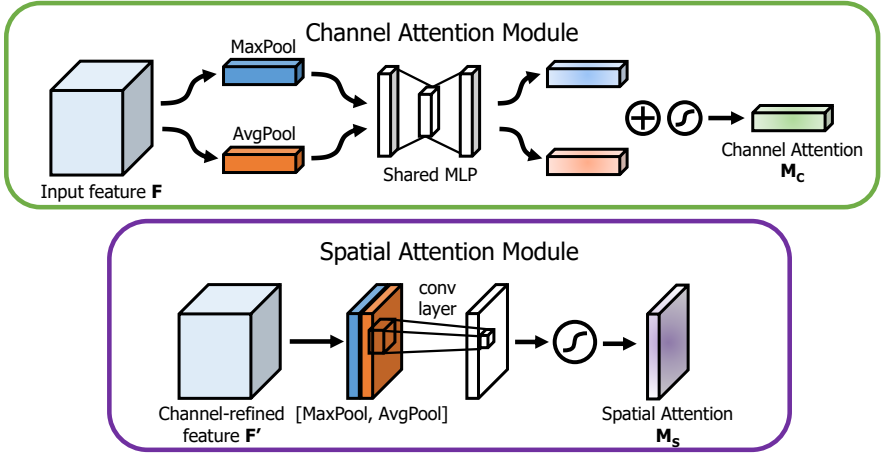 Channel Attention Module
MaxPool
AvgPool
Input feature F
Shared MLP
Channel Attention
Mc
Spatial Attention Module
conv
layer
Channel-refined
feature F'
[MaxPool, AvgPool]
Spatial Attention
Ms